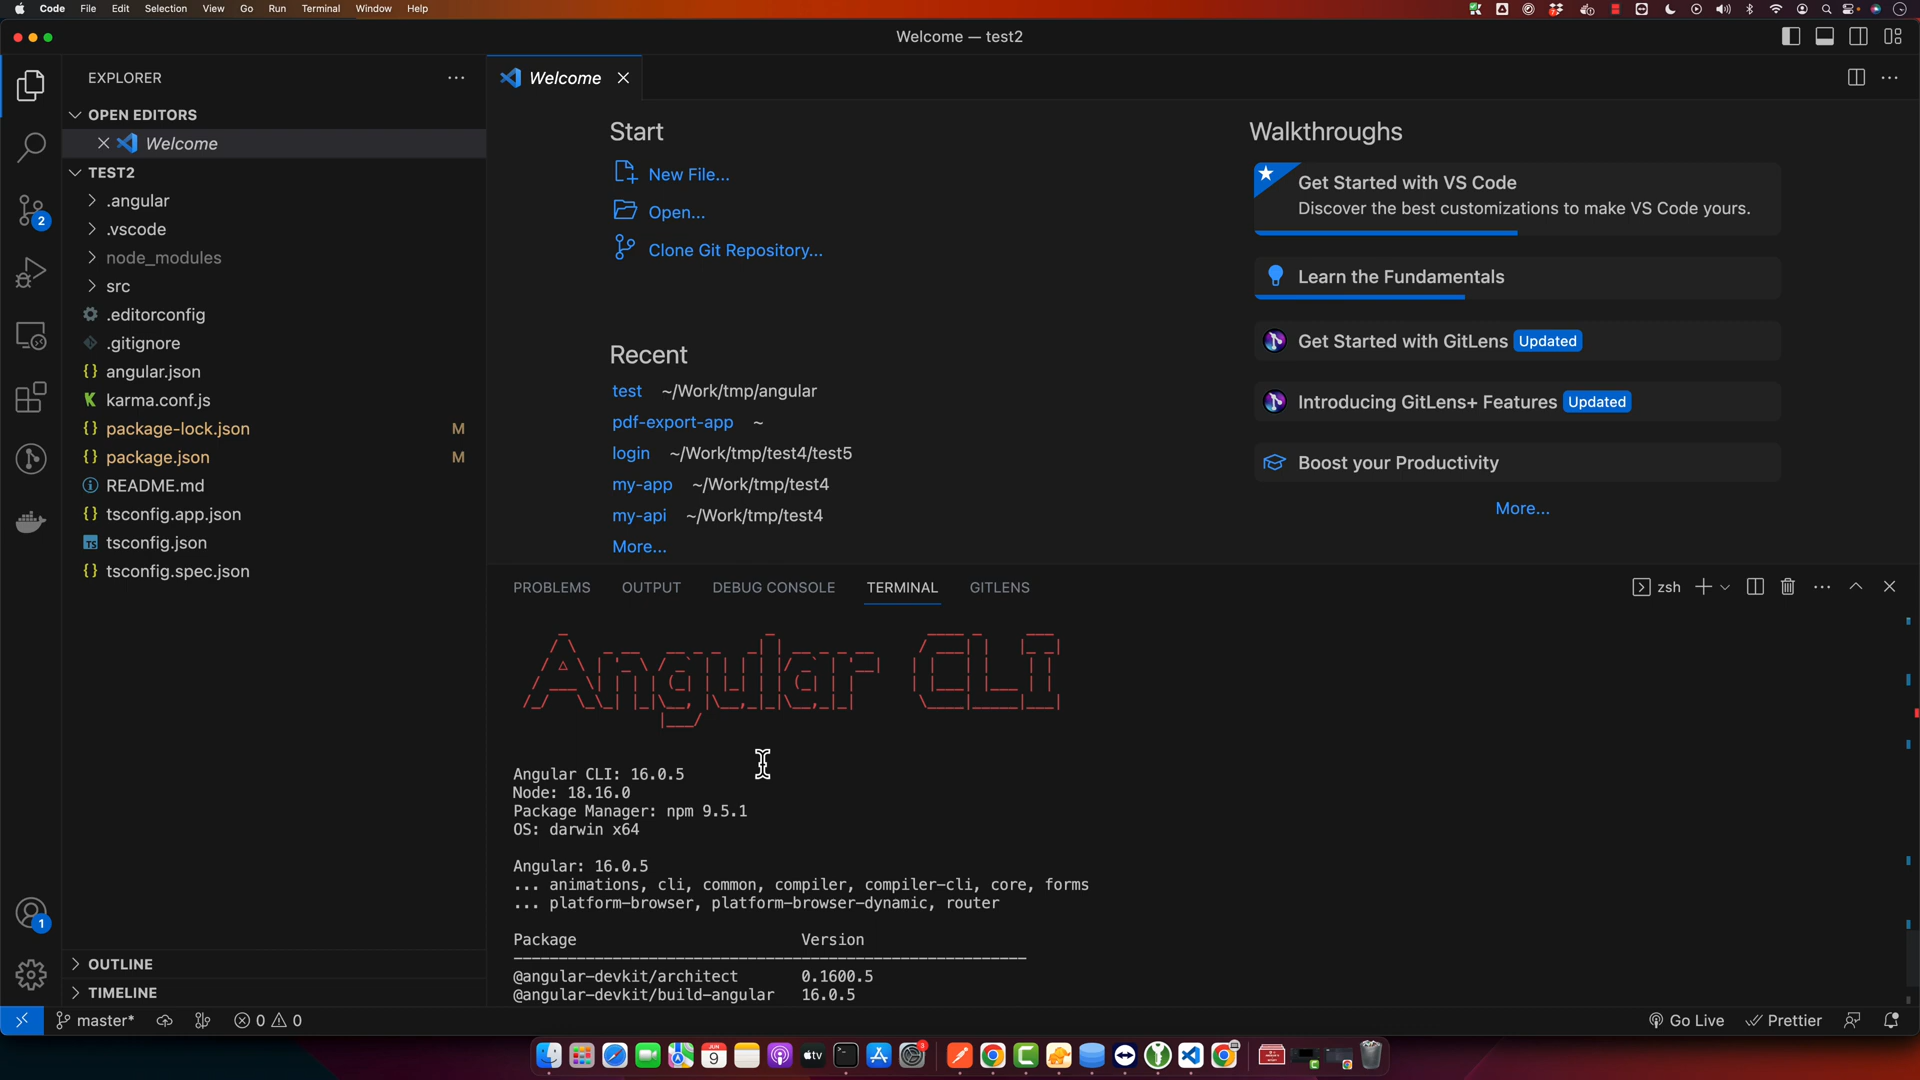 Code File Edit Selection View Go Run Terminal Window Help
Welcome — test2
EXPLORER
OPEN EDITORS
Welcome
TEST2
.angular
.vscode
node_modules
src
.editorconfig
.gitignore
angular.json
karma.conf.js
package-lock.json M
package.json M
README.md
tsconfig.app.json
tsconfig.json
tsconfig.spec.json
OUTLINE
TIMELINE
2
1
Welcome
Start
New File...
Open...
Clone Git Repository...
Recent
test ~/Work/tmp/angular
pdf-export-app ~
login ~/Work/tmp/test4/test5
my-app ~/Work/tmp/test4
my-api ~/Work/tmp/test4
More...
Walkthroughs
Get Started with VS Code
Discover the best customizations to make VS Code yours.
Learn the Fundamentals
Get Started with GitLens Updated
Introducing GitLens+ Features Updated
Boost your Productivity
More...
PROBLEMS OUTPUT DEBUG CONSOLE TERMINAL GITLENS
zsh
Angular CLI
Angular CLI: 16.0.5
Node: 18.16.0
Package Manager: npm 9.5.1
OS: darwin x64
Angular: 16.0.5
... animations, cli, common, compiler, compiler-cli, core, forms
... platform-browser, platform-browser-dynamic, router
Package Version
------------------------------------------------------------
@angular-devkit/architect 0.1600.5
@angular-devkit/build-angular 16.0.5
master* 0 0
Go Live Prettier
JUN
9
tv
3